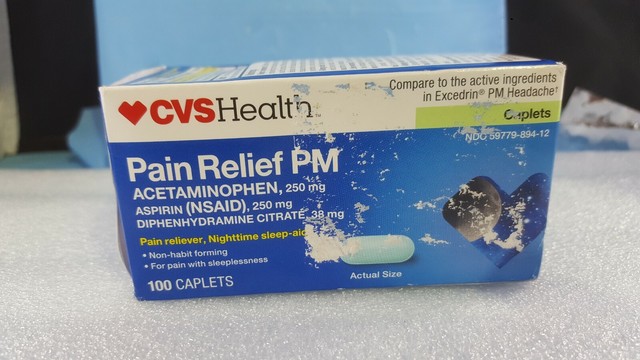 CVSHealth™
Compare to the active ingredients
in Excedrin® PM Headache†
Caplets
NDC 59779-894-12
Pain Relief PM
ACETAMINOPHEN, 250 mg
ASPIRIN (NSAID), 250 mg
DIPHENHYDRAMINE CITRATE, 38 mg
Pain reliever, Nighttime sleep-aid
• Non-habit forming
• For pain with sleeplessness
Actual Size
100 CAPLETS